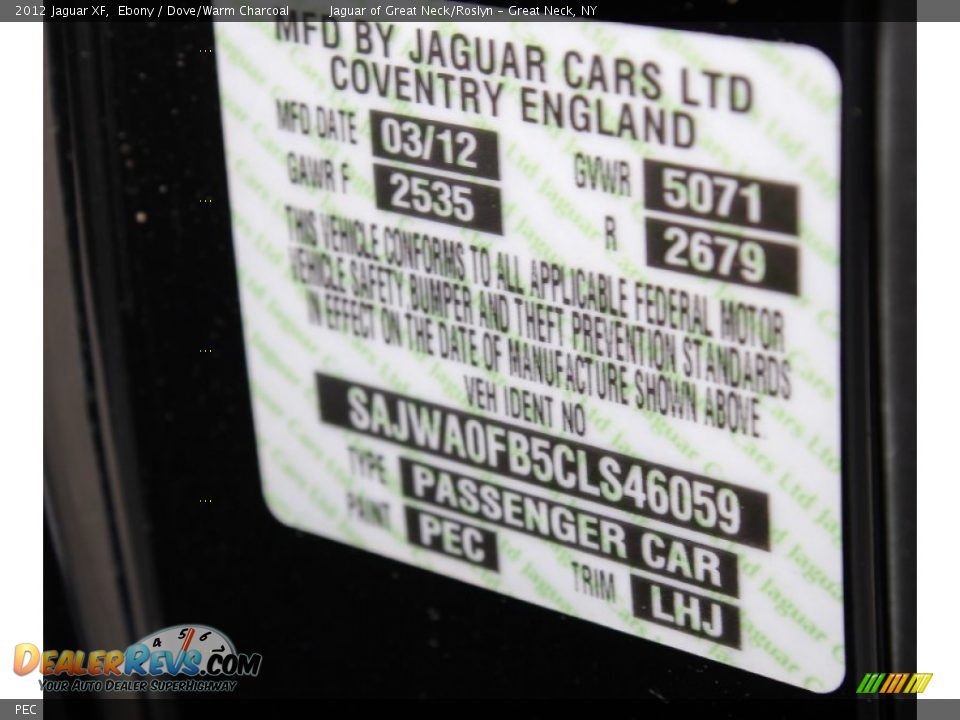 2012 Jaguar XF, Ebony / Dove/Warm Charcoal Jaguar of Great Neck/Roslyn - Great Neck, NY
MFD BY JAGUAR CARS LTD
COVENTRY ENGLAND
MFD DATE 03/12 GVWR 5071
GAWR F 2535 R 2679
THIS VEHICLE CONFORMS TO ALL APPLICABLE FEDERAL MOTOR
VEHICLE SAFETY, BUMPER AND THEFT PREVENTION STANDARDS
IN EFFECT ON THE DATE OF MANUFACTURE SHOWN ABOVE.
VEH IDENT NO
SAJWA0FB5CLS46059
TYPE PASSENGER CAR
PAINT PEC TRIM LHJ
4 5 6
DEALERREVS.COM
YOUR AUTO DEALER SUPERHIGHWAY
PEC